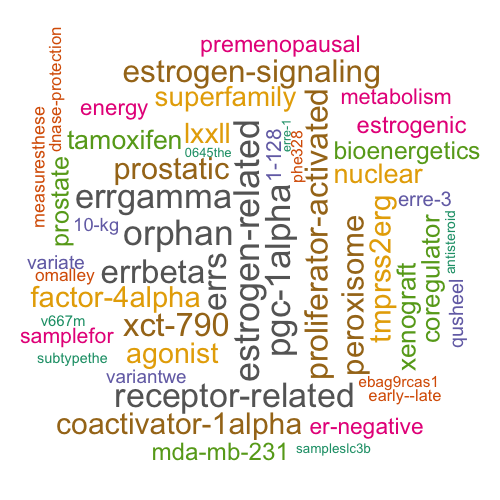 premenopausal
estrogen-signaling
superfamily
metabolism
energy
estrogenic
tamoxifen
lxxll
bioenergetics
0645the
erre-1
phe328
1-128
measuresthese
dnase-protection
prostate
prostatic
nuclear
errgamma
erre-3
10-kg
orphan
estrogen-related
pgc-1alpha
proliferator-activated
peroxisome
tmprss2erg
xenograft
coregulator
antisteroid
qusheel
variate
omalley
errbeta
errs
factor-4alpha
v667m
xct-790
samplefor
subtypethe
agonist
variantwe
receptor-related
ebag9rcas1
early--late
coactivator-1alpha
er-negative
mda-mb-231
sampleslc3b